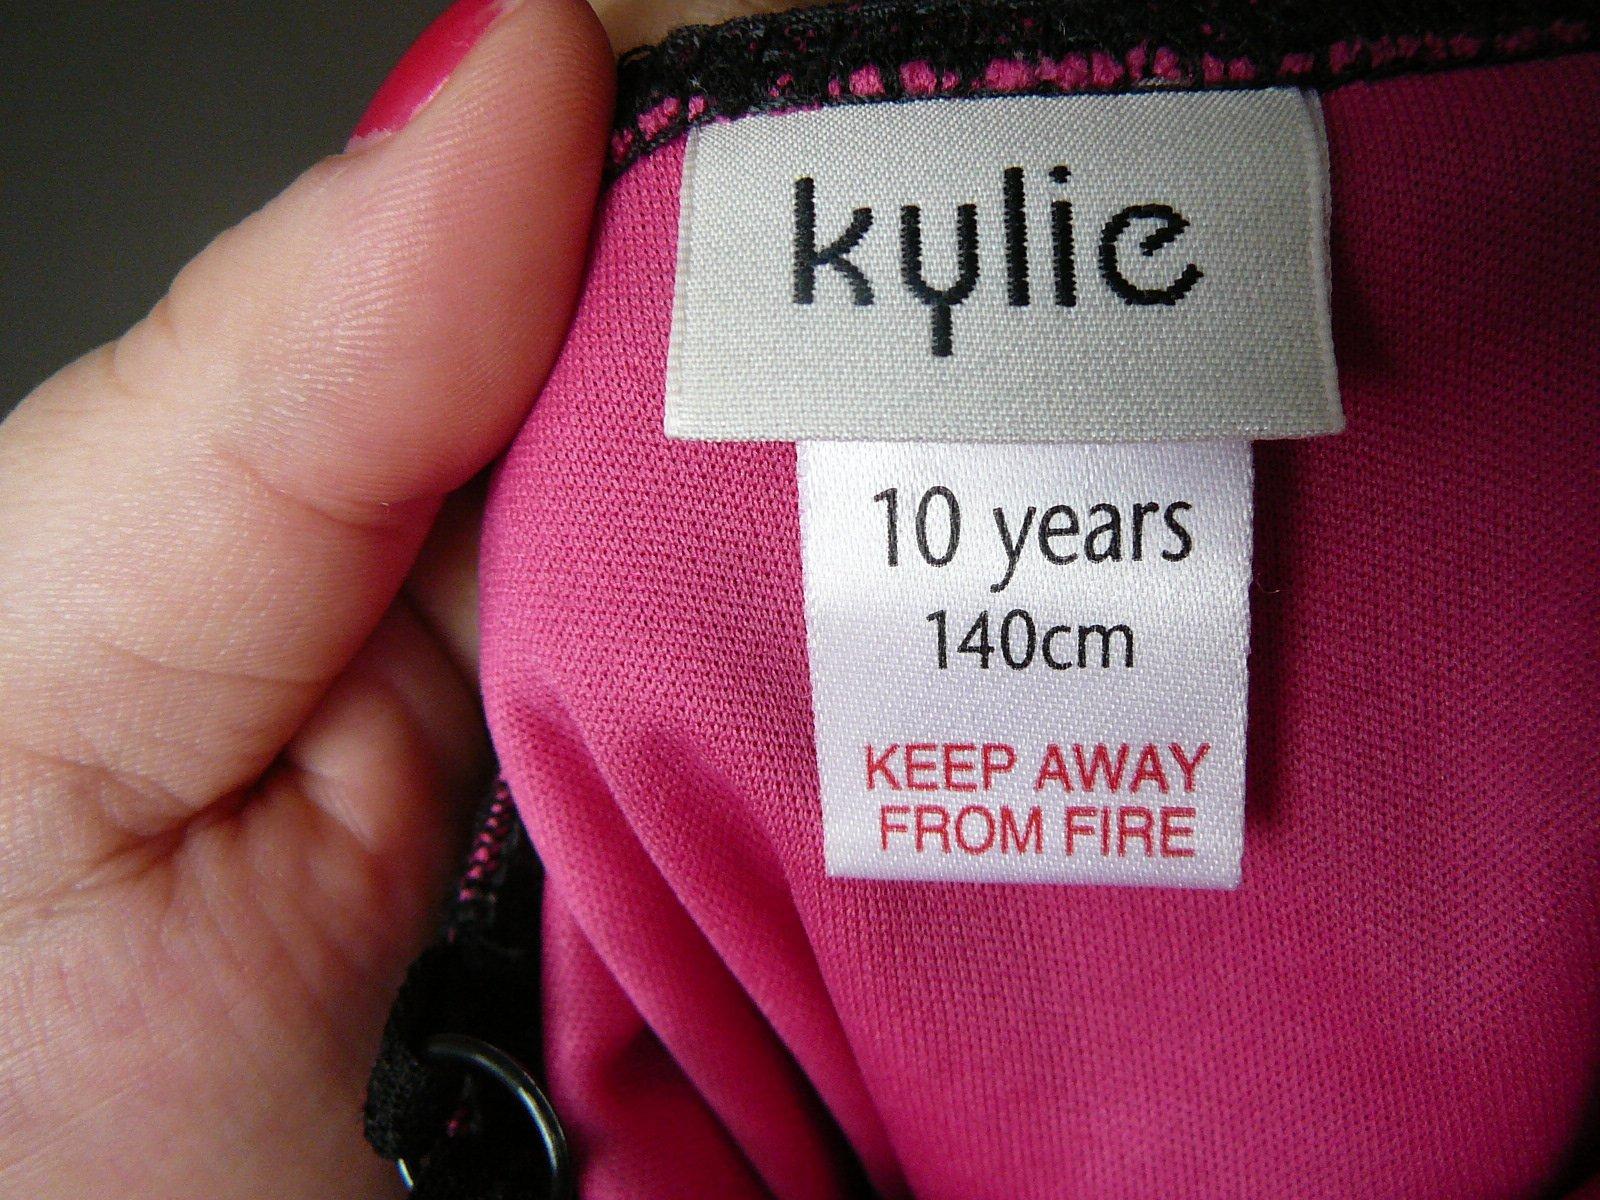 kylie
10 years
140cm
KEEP AWAY
FROM FIRE